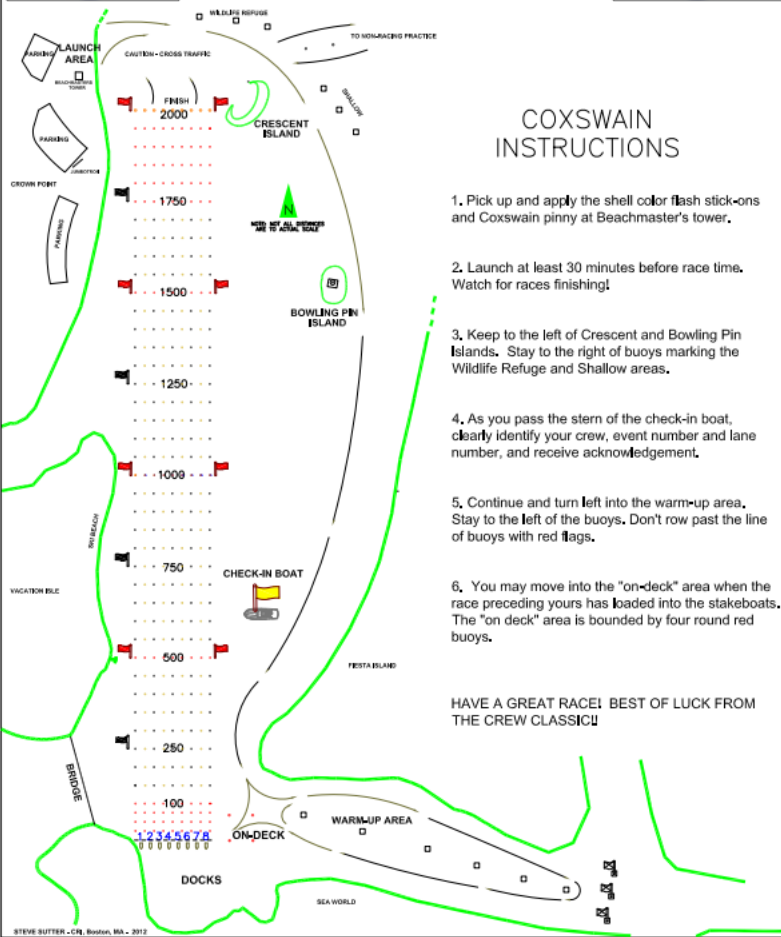 WILDLIFE REFUGE
TO NON-RACING PRACTICE
PARKING
LAUNCH
AREA
CAUTION - CROSS TRAFFIC
BEACHMASTERS
TOWER
SHALLOW
FINISH
2000
CRESCENT
ISLAND
PARKING
JUMBOTRON
CROWN POINT
1750
PARKING
N
NOTE: NOT ALL DISTANCES
ARE TO ACTUAL SCALE
1500
BOWLING PIN
ISLAND
1250
1000
SKI BEACH
750
CHECK-IN BOAT
VACATION ISLE
500
FIESTA ISLAND
250
BRIDGE
100
1 2 3 4 5 6 7 8
ON-DECK
WARM-UP AREA
DOCKS
SEA WORLD
STEVE SUTTER - CRI, Boston, MA - 2012
COXSWAIN
INSTRUCTIONS
1. Pick up and apply the shell color flash stick-ons
and Coxswain pinny at Beachmaster's tower.
2. Launch at least 30 minutes before race time.
Watch for races finishing!
3. Keep to the left of Crescent and Bowling Pin
Islands. Stay to the right of buoys marking the
Wildlife Refuge and Shallow areas.
4. As you pass the stern of the check-in boat,
clearly identify your crew, event number and lane
number, and receive acknowledgement.
5. Continue and turn left into the warm-up area.
Stay to the left of the buoys. Don't row past the line
of buoys with red flags.
6. You may move into the "on-deck" area when the
race preceding yours has loaded into the stakeboats.
The "on deck" area is bounded by four round red
buoys.
HAVE A GREAT RACE! BEST OF LUCK FROM
THE CREW CLASSIC!!